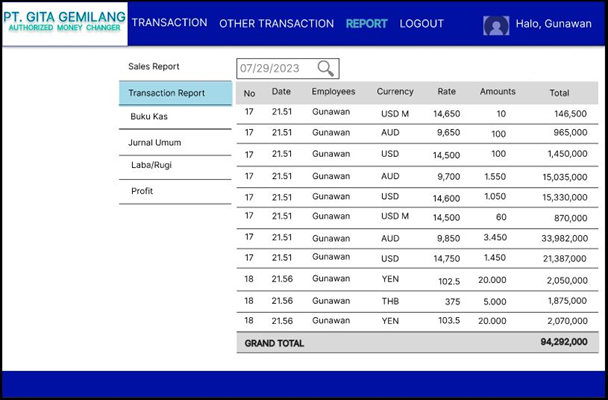 PT. GITA GEMILANG
AUTHORIZED MONEY CHANGER
TRANSACTION OTHER TRANSACTION REPORT LOGOUT Halo, Gunawan
Sales Report
Transaction Report
Buku Kas
Jurnal Umum
Laba/Rugi
Profit
07/29/2023
No Date Employees Currency Rate Amounts Total
17 21.51 Gunawan USD M 14,650 10 146,500
17 21.51 Gunawan AUD 9,650 100 965,000
17 21.51 Gunawan USD 14,500 100 1,450,000
17 21.51 Gunawan AUD 9,700 1.550 15,035,000
17 21.51 Gunawan USD 14,600 1.050 15,330,000
17 21.51 Gunawan USD M 14,500 60 870,000
17 21.51 Gunawan AUD 9,850 3.450 33,982,000
17 21.51 Gunawan USD 14,750 1.450 21,387,000
18 21.56 Gunawan YEN 102.5 20.000 2,050,000
18 21.56 Gunawan THB 375 5.000 1,875,000
18 21.56 Gunawan YEN 103.5 20.000 2,070,000
GRAND TOTAL 94,292,000